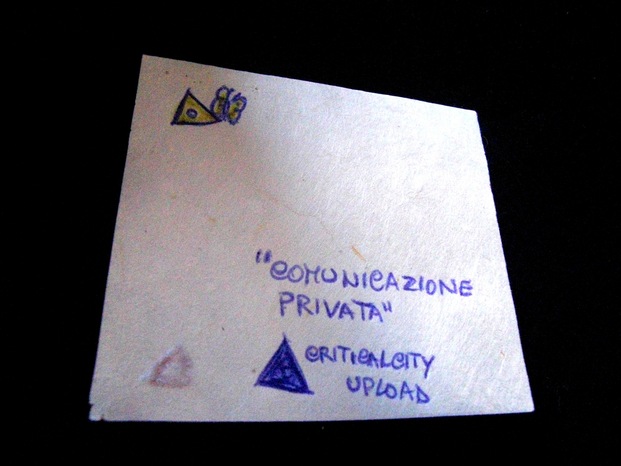 "COMUNICAZIONE
PRIVATA"
CRITICALCITY
UPLOAD